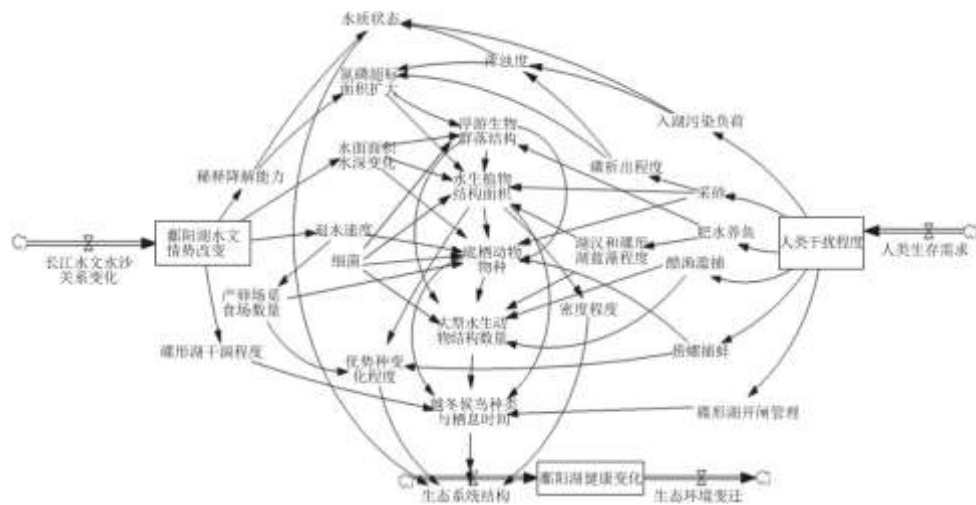 水质状态
浑浊度
氮磷超标
面积扩大
入湖污染负荷
浮游生物
群落结构
水面面积
水深变化
稀释降解能力
水生植物
结构面积
磷析出程度
采砂
鄱阳湖水文
情势改变
退水速度
肥水养鱼
人类干扰程度
长江水文水沙
关系变化
人类生存需求
细菌
底栖动物
物种
湖汊和碟形
湖盐藻程度
酷渔滥捕
产卵场觅
食场数量
密度程度
大型水生动
物结构数量
碟形湖干涸程度
优势种变
化程度
捞螺捕蚌
越冬候鸟种类
与栖息时间
碟形湖开闸管理
鄱阳湖健康变化
生态系统结构
生态环境变迁